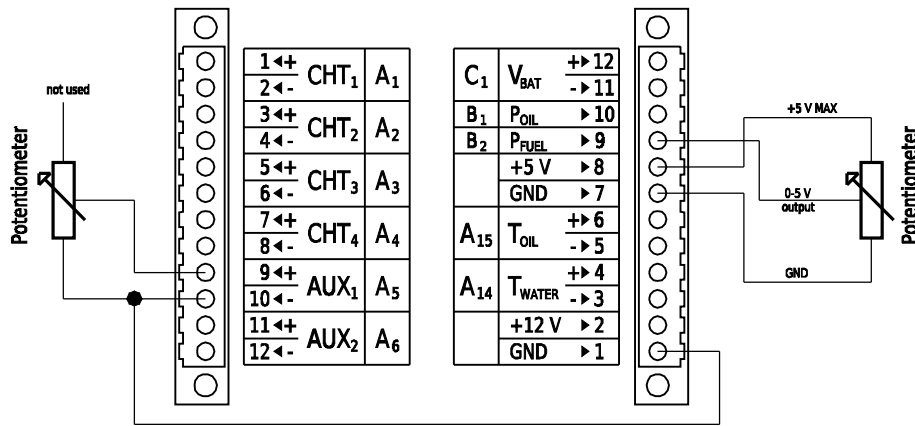 not used
Potentiometer
1 ◄+ CHT1 A1
2 ◄-
3 ◄+ CHT2 A2
4 ◄-
5 ◄+ CHT3 A3
6 ◄-
7 ◄+ CHT4 A4
8 ◄-
9 ◄+ AUX1 A5
10 ◄-
11 ◄+ AUX2 A6
12 ◄-
C1 VBAT +►12
-►11
B1 POIL ►10
B2 PFUEL ►9
+5 V ►8
GND ►7
A15 TOIL +►6
-►5
A14 TWATER +►4
-►3
+12 V ►2
GND ►1
+5 V MAX
0-5 V
output
GND
Potentiometer